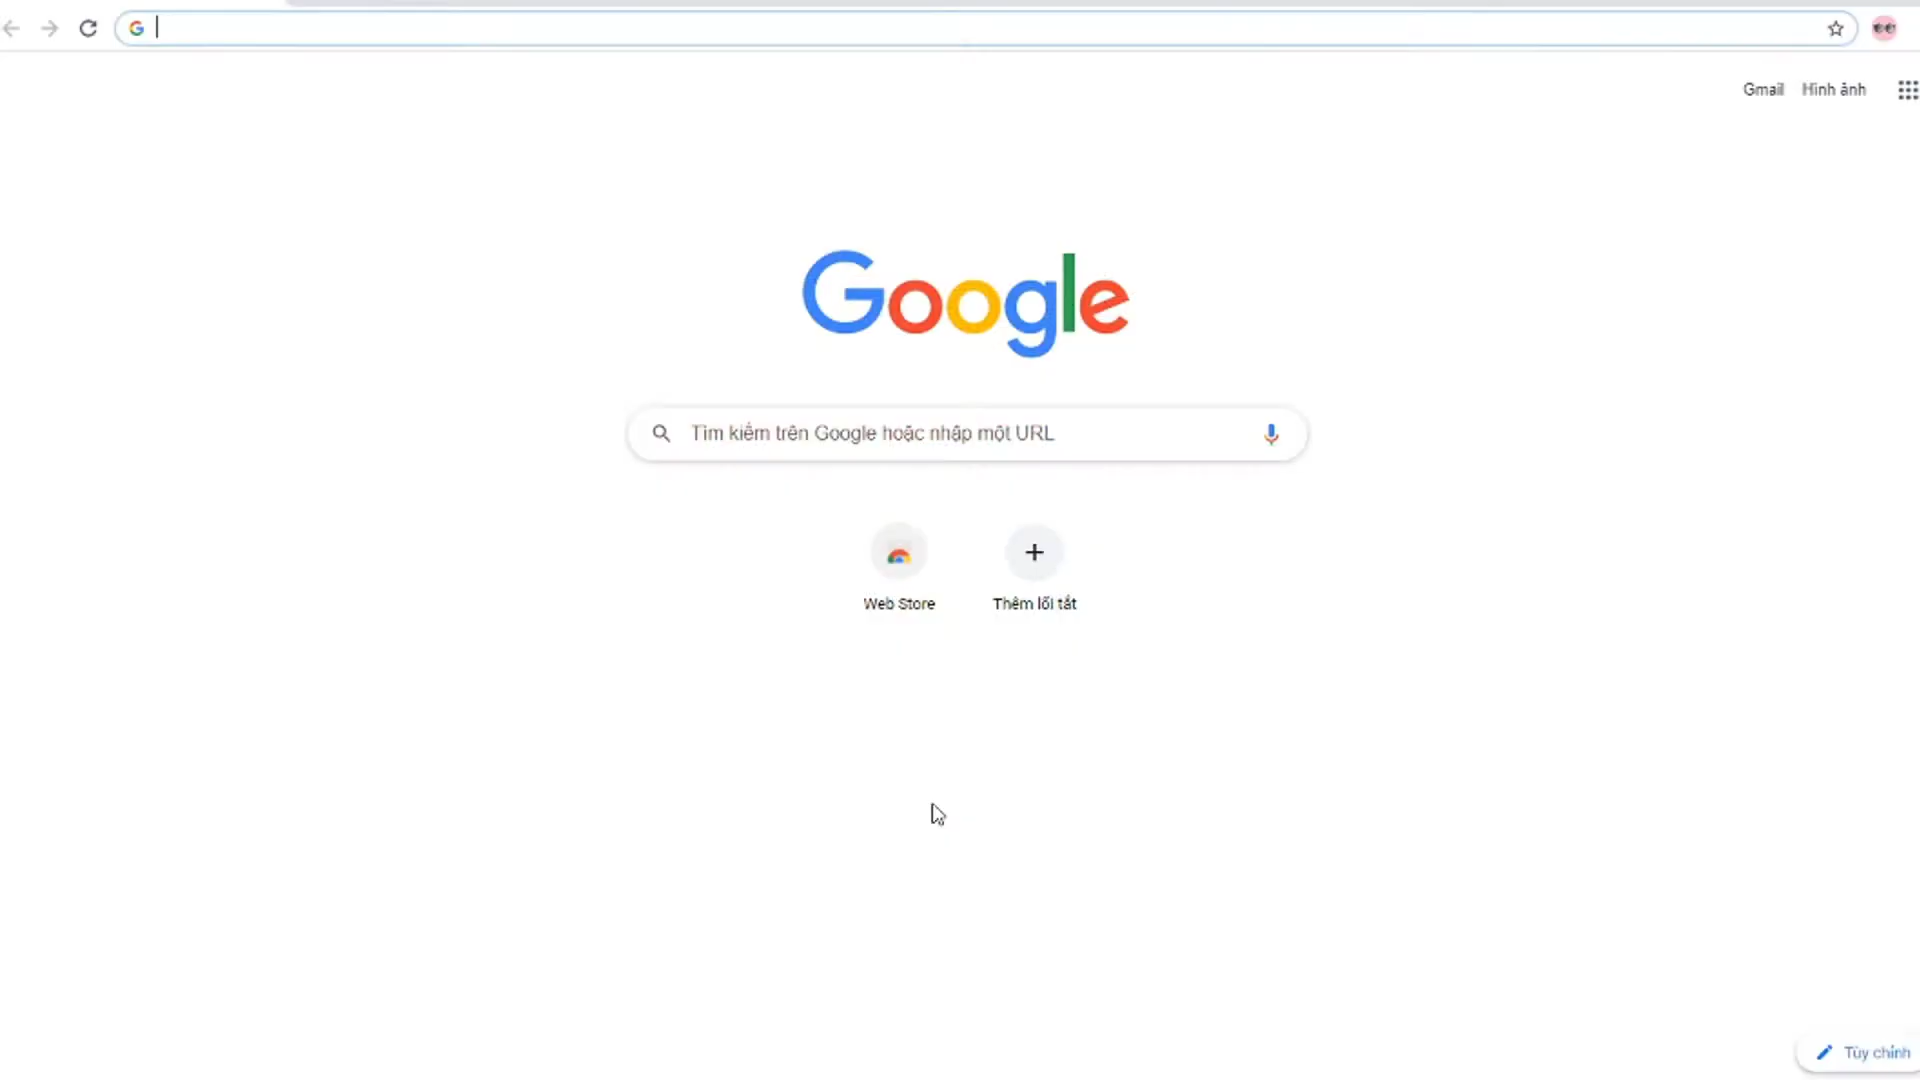 Gmail Hình ảnh
Google
Tìm kiếm trên Google hoặc nhập một URL
Web Store Thêm lối tắt
Tùy chỉnh